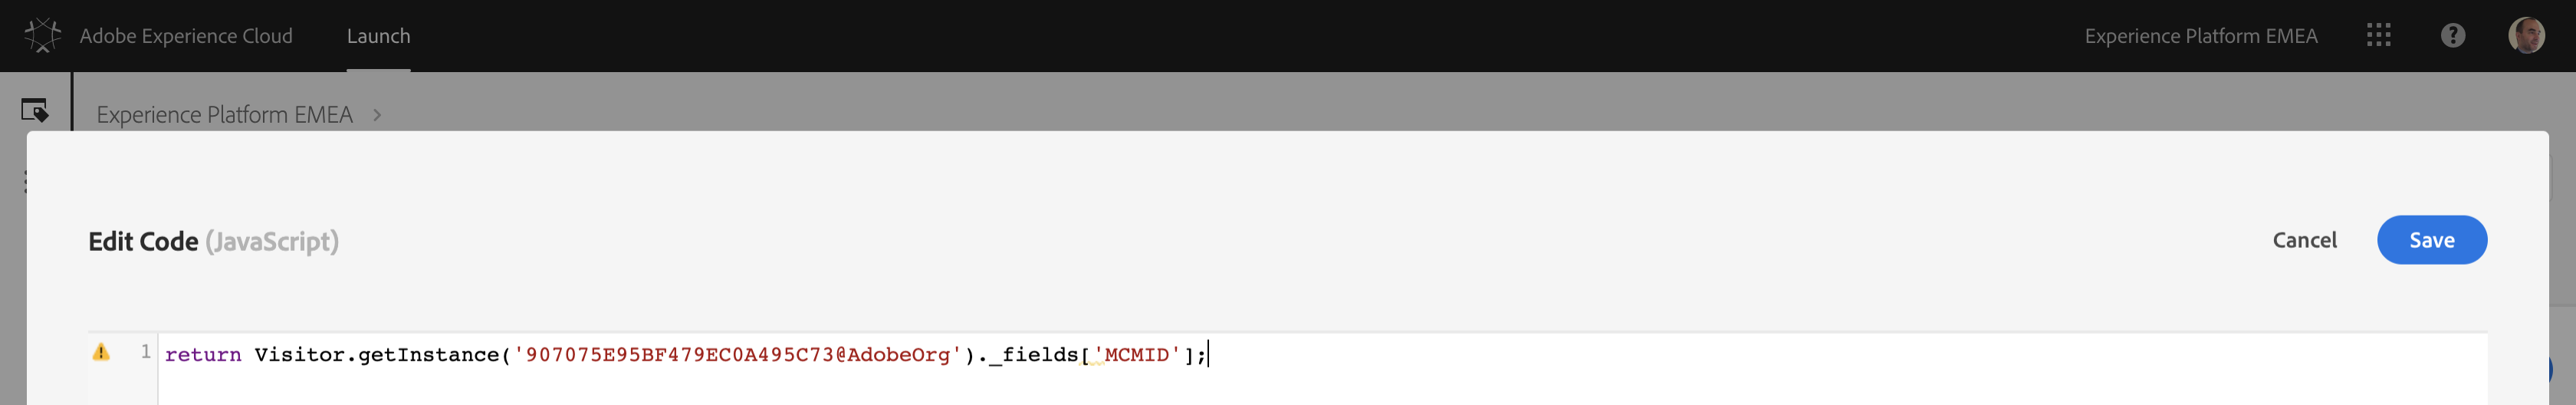 Adobe Experience Cloud Launch Experience Platform EMEA ?
Experience Platform EMEA >
Edit Code (JavaScript) Cancel Save
1 return Visitor.getInstance('907075E95BF479EC0A495C73@AdobeOrg')._fields['MCMID'];